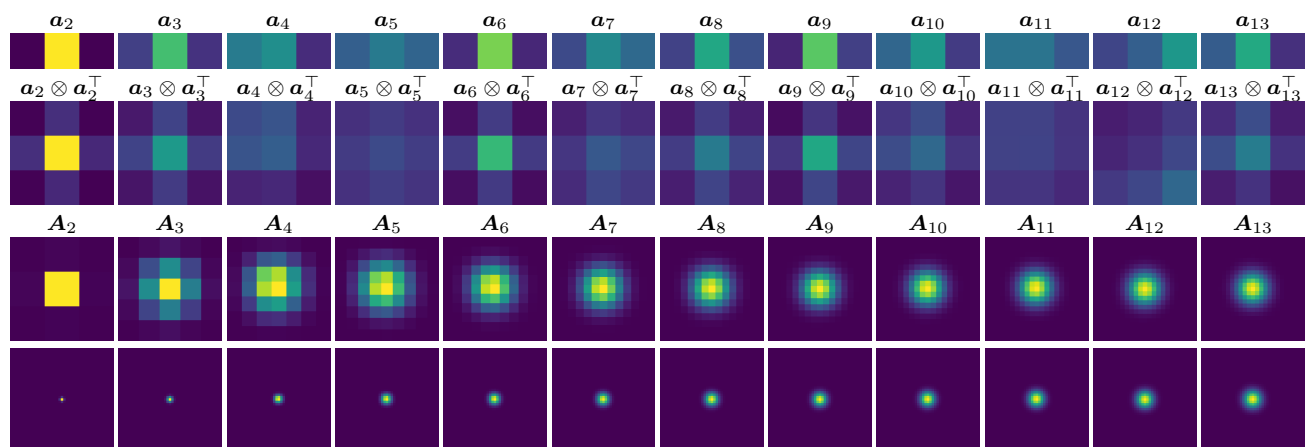 a₂ a₃ a₄ a₅ a₆ a₇ a₈ a₉ a₁₀ a₁₁ a₁₂ a₁₃
a₂ ⊗ a₂⊤ a₃ ⊗ a₃⊤ a₄ ⊗ a₄⊤ a₅ ⊗ a₅⊤ a₆ ⊗ a₆⊤ a₇ ⊗ a₇⊤ a₈ ⊗ a₈⊤ a₉ ⊗ a₉⊤ a₁₀ ⊗ a₁₀⊤ a₁₁ ⊗ a₁₁⊤ a₁₂ ⊗ a₁₂⊤ a₁₃ ⊗ a₁₃⊤
A₂ A₃ A₄ A₅ A₆ A₇ A₈ A₉ A₁₀ A₁₁ A₁₂ A₁₃